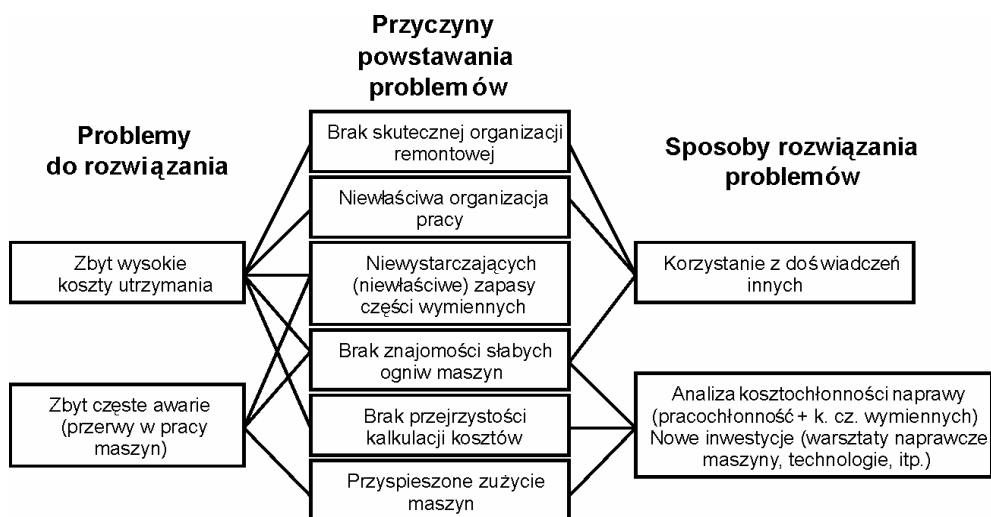 Problemy
do rozwiązania
Zbyt wysokie
koszty utrzymania
Zbyt częste awarie
(przerwy w pracy
maszyn)
Przyczyny
powstawania
problemów
Brak skutecznej organizacji
remontowej
Niewłaściwa organizacja
pracy
Niewystarczających
(niewłaściwe) zapasy
części wymiennych
Brak znajomości słabych
ogniw maszyn
Brak przejrzystości
kalkulacji kosztów
Przyspieszone zużycie
maszyn
Sposoby rozwiązania
problemów
Korzystanie z doświadczeń
innych
Analiza kosztochłonności naprawy
(pracochłonność + k. cz. wymiennych)
Nowe inwestycje (warsztaty naprawcze
maszyny, technologie, itp.)